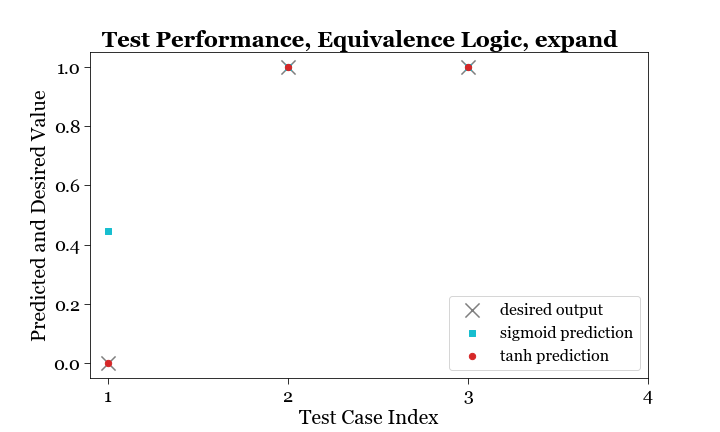 Test Performance, Equivalence Logic, expand
Predicted and Desired Value
1.0
0.8
0.6
0.4
0.2
0.0
desired output
sigmoid prediction
tanh prediction
1 2 3 4
Test Case Index